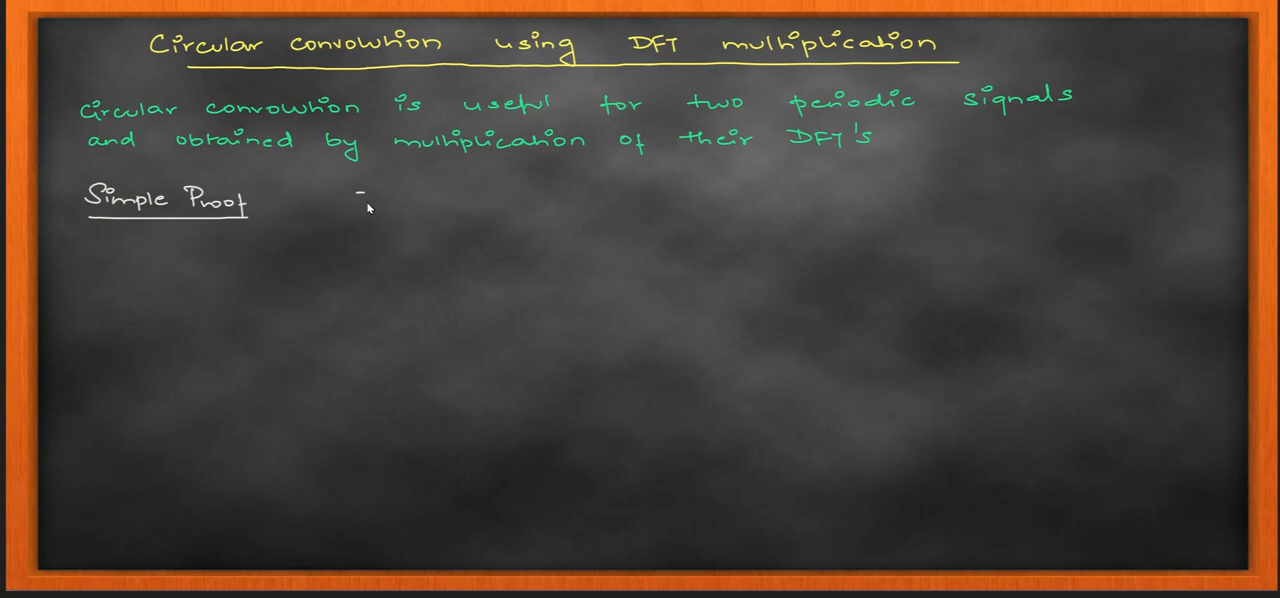 Circular convolution using DFT multiplication
Circular convolution is useful for two periodic signals
and obtained by multiplication of their DFT's
Simple Proof -